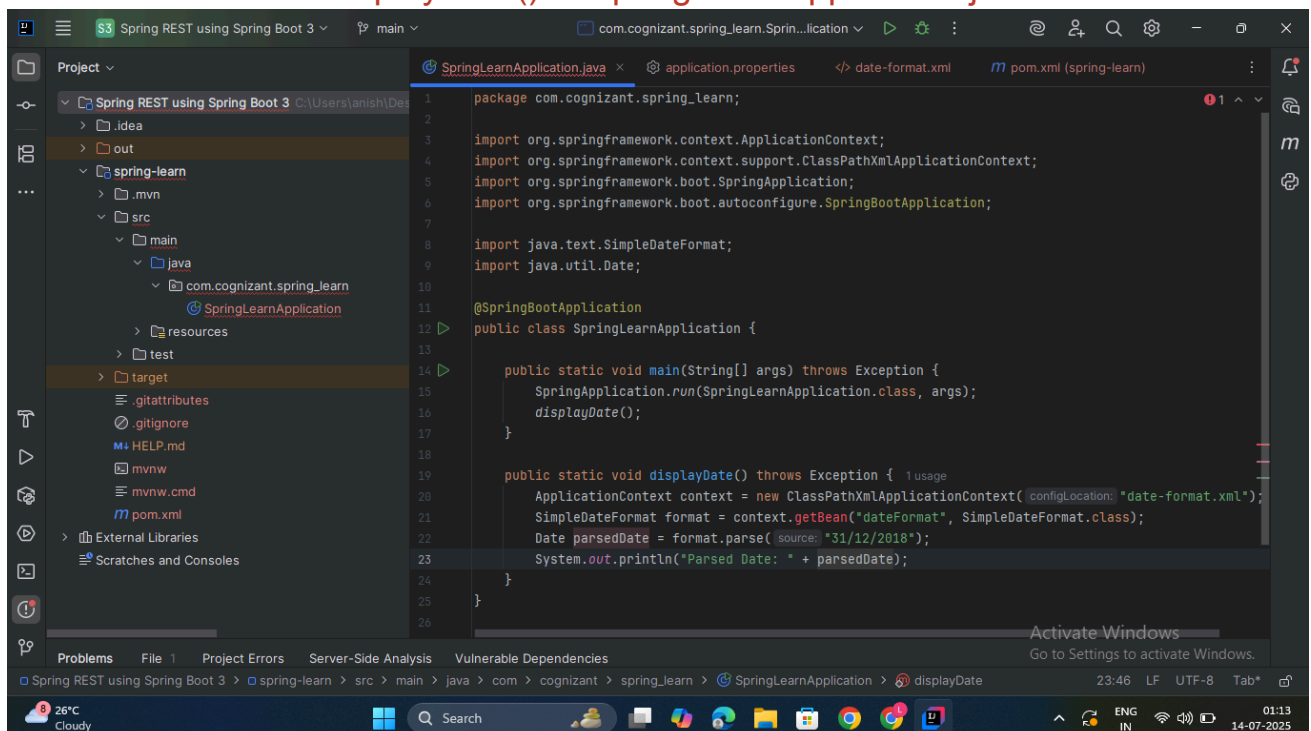 Spring REST using Spring Boot 3
main
com.cognizant.spring_learn.Sprin...lication
Project
Spring REST using Spring Boot 3 C:\Users\anish\Des
.idea
out
spring-learn
.mvn
src
main
java
com.cognizant.spring_learn
SpringLearnApplication
resources
test
target
.gitattributes
.gitignore
M↓ HELP.md
mvnw
mvnw.cmd
m pom.xml
External Libraries
Scratches and Consoles
SpringLearnApplication.java × application.properties </> date-format.xml m pom.xml (spring-learn)
1 package com.cognizant.spring_learn;
1
2
3 import org.springframework.context.ApplicationContext;
4 import org.springframework.context.support.ClassPathXmlApplicationContext;
5 import org.springframework.boot.SpringApplication;
6 import org.springframework.boot.autoconfigure.SpringBootApplication;
7
8 import java.text.SimpleDateFormat;
9 import java.util.Date;
10
11 @SpringBootApplication
12 public class SpringLearnApplication {
13
14 public static void main(String[] args) throws Exception {
15 SpringApplication.run(SpringLearnApplication.class, args);
16 displayDate();
17 }
18
19 public static void displayDate() throws Exception { 1 usage
20 ApplicationContext context = new ClassPathXmlApplicationContext( configLocation: "date-format.xml");
21 SimpleDateFormat format = context.getBean("dateFormat", SimpleDateFormat.class);
22 Date parsedDate = format.parse( source: "31/12/2018");
23 System.out.println("Parsed Date: " + parsedDate);
24 }
25 }
26
Activate Windows
Go to Settings to activate Windows.
Problems File 1 Project Errors Server-Side Analysis Vulnerable Dependencies
Spring REST using Spring Boot 3 > spring-learn > src > main > java > com > cognizant > spring_learn > SpringLearnApplication > displayDate 23:46 LF UTF-8 Tab*
8
26°C
Cloudy
Search
ENG
IN
01:13
14-07-2025